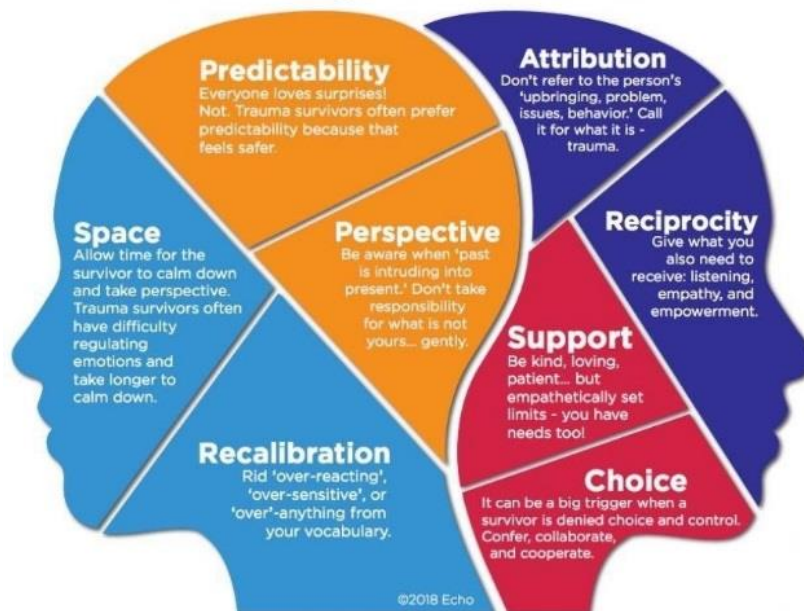 Predictability
Everyone loves surprises!
Not. Trauma survivors often prefer
predictability because that
feels safer.
Attribution
Don't refer to the person's
'upbringing, problem,
issues, behavior.' Call
it for what it is -
trauma.
Space
Allow time for the
survivor to calm down
and take perspective.
Trauma survivors often
have difficulty
regulating
emotions and
take longer to
calm down.
Perspective
Be aware when 'past
is intruding into
present.' Don't take
responsibility
for what is not
yours... gently.
Reciprocity
Give what you
also need to
receive: listening,
empathy, and
empowerment.
Support
Be kind, loving,
patient... but
empathetically set
limits - you have
needs too!
Recalibration
Rid 'over-reacting',
'over-sensitive', or
'over'-anything from
your vocabulary.
Choice
It can be a big trigger when a
survivor is denied choice and control.
Confer, collaborate,
and cooperate.
©2018 Echo